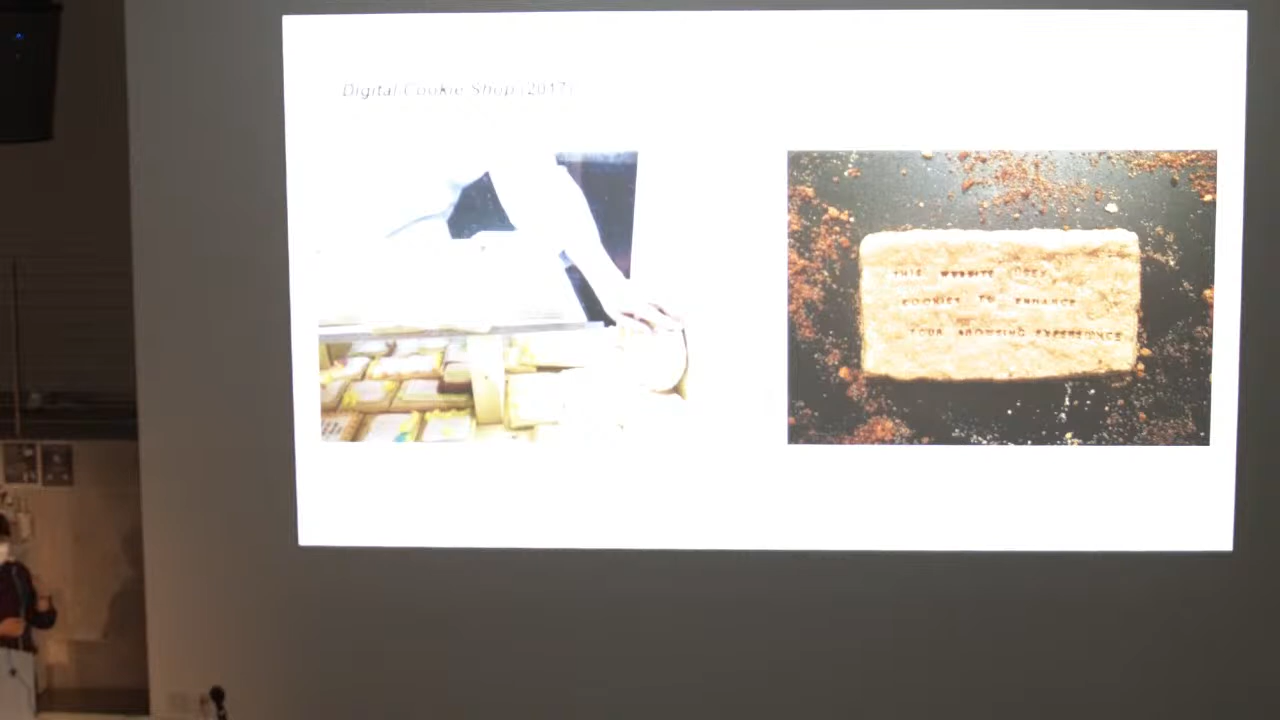 Digital Cookie Shop (2017)
THIS WEBSITE USES
COOKIES TO ENHANCE
YOUR BROWSING EXPERIENCE